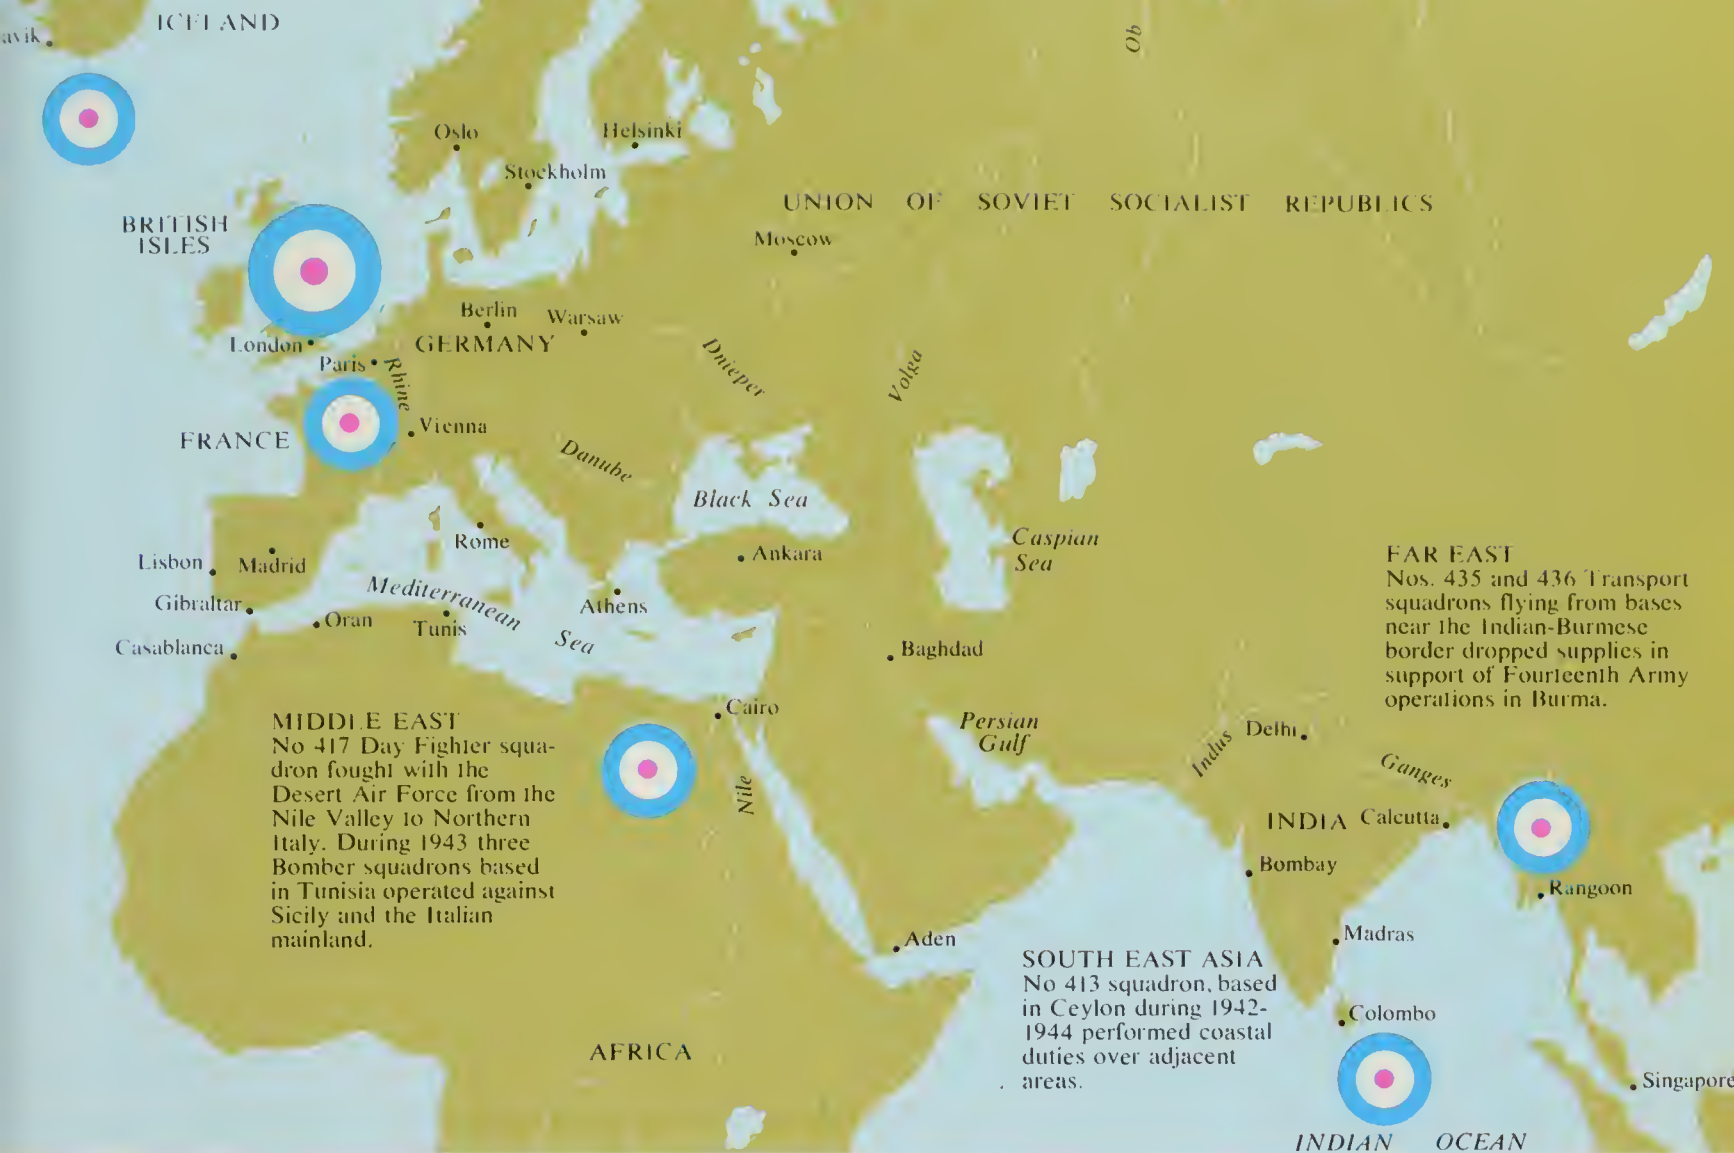 ICELAND
avik
Ob
Oslo
Helsinki
Stockholm
UNION OF SOVIET SOCIALIST REPUBLICS
BRITISH
ISLES
Moscow
Berlin
Warsaw
London
GERMANY
Paris
Rhine
Dnieper
Volga
FRANCE
Vienna
Danube
Black Sea
Rome
Caspian
Sea
Ankara
Lisbon
Madrid
Mediterranean
Sea
Gibraltar
Athens
Oran
Tunis
Casablanca
Baghdad
FAR EAST
Nos. 435 and 436 Transport
squadrons flying from bases
near the Indian-Burmese
border dropped supplies in
support of Fourteenth Army
operations in Burma.
Cairo
Persian
Gulf
Indus
Delhi
Ganges
Nile
MIDDLE EAST
No 417 Day Fighter squa-
dron fought with the
Desert Air Force from the
Nile Valley to Northern
Italy. During 1943 three
Bomber squadrons based
in Tunisia operated against
Sicily and the Italian
mainland.
INDIA
Calcutta
Bombay
Rangoon
Aden
Madras
SOUTH EAST ASIA
No 413 squadron, based
in Ceylon during 1942-
1944 performed coastal
duties over adjacent
areas.
Colombo
AFRICA
Singapore
INDIAN OCEAN